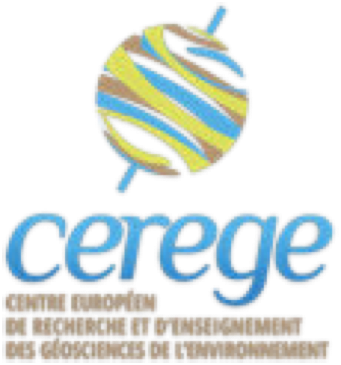 cerege
CENTRE EUROPÉEN
DE RECHERCHE ET D'ENSEIGNEMENT
DES GÉOSCIENCES DE L'ENVIRONNEMENT